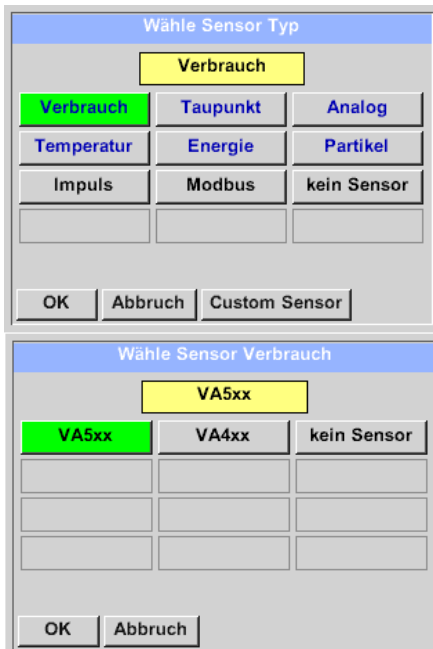 Wähle Sensor Typ
Verbrauch
Verbrauch Taupunkt Analog
Temperatur Energie Partikel
Impuls Modbus kein Sensor
OK Abbruch Custom Sensor
Wähle Sensor Verbrauch
VA5xx
VA5xx VA4xx kein Sensor
OK Abbruch